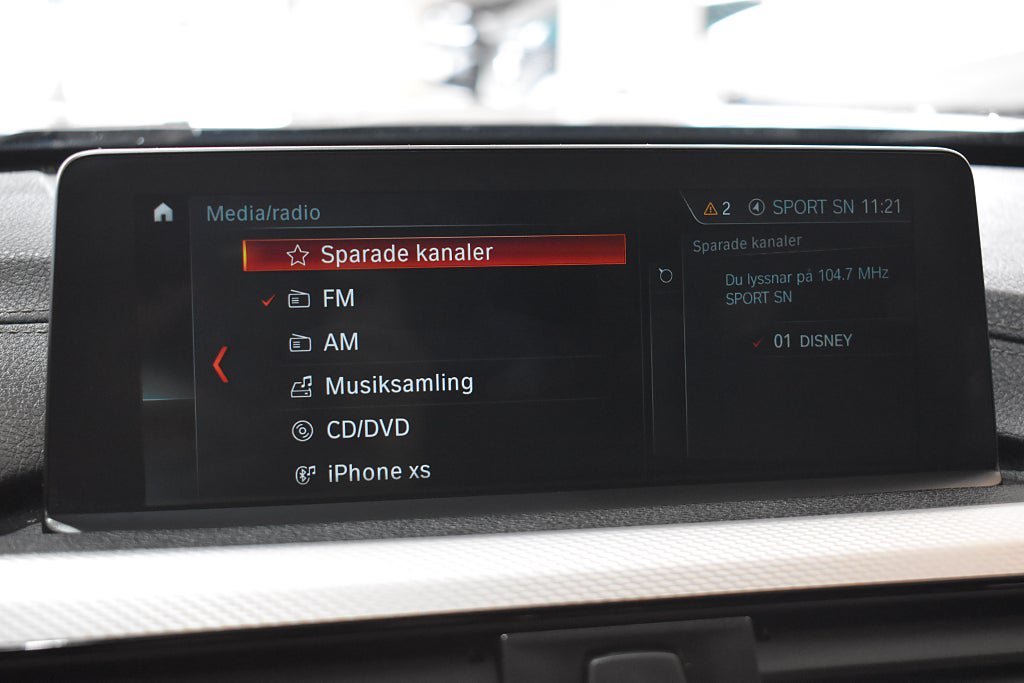 Media/radio
2 SPORT SN 11:21
Sparade kanaler
FM
AM
Musiksamling
CD/DVD
iPhone xs
Sparade kanaler
Du lyssnar på 104.7 MHz
SPORT SN
01 DISNEY